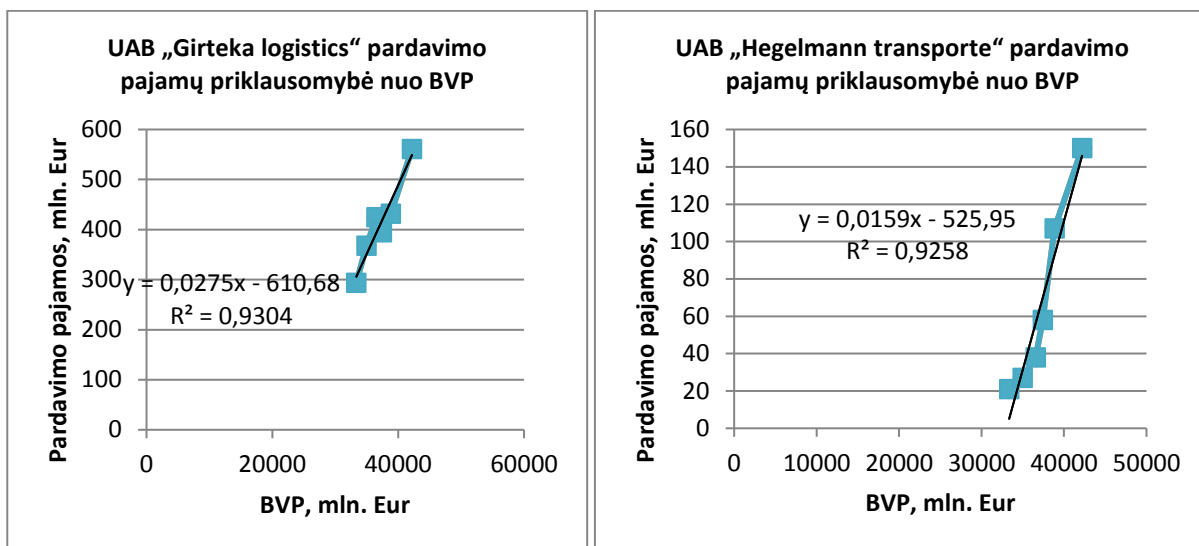 UAB „Girteka logistics“ pardavimo
pajamų priklausomybė nuo BVP
Pardavimo pajamos, mln. Eur
600
500
400
300
200
100
0
y = 0,0275x - 610,68
R² = 0,9304
0 20000 40000 60000
BVP, mln. Eur
UAB „Hegelmann transporte“ pardavimo
pajamų priklausomybė nuo BVP
Pardavimo pajamos, mln. Eur
160
140
120
100
80
60
40
20
0
y = 0,0159x - 525,95
R² = 0,9258
0 10000 20000 30000 40000 50000
BVP, mln. Eur